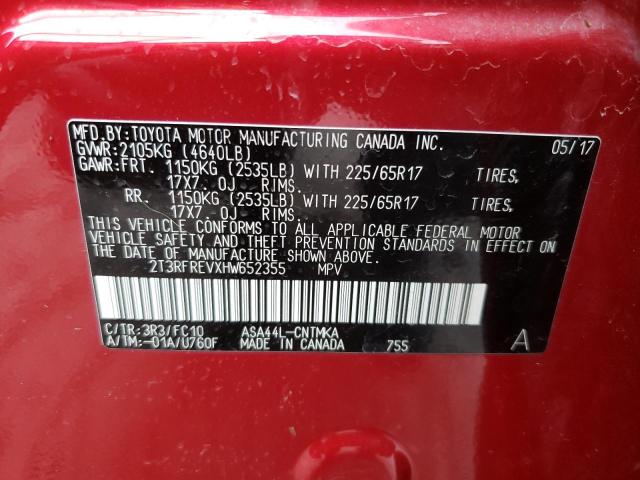 MFD.BY:TOYOTA MOTOR MANUFACTURING CANADA INC. 05/17
GVWR:2105KG (4640LB)
GAWR:FRT. 1150KG (2535LB) WITH 225/65R17 TIRES,
17X7. 0J RIMS.
RR. 1150KG (2535LB) WITH 225/65R17 TIRES,
17X7. 0J RIMS.
THIS VEHICLE CONFORMS TO ALL APPLICABLE FEDERAL MOTOR
VEHICLE SAFETY AND THEFT PREVENTION STANDARDS IN EFFECT ON
THE DATE OF MANUFACTURE SHOWN ABOVE.
2T3RFREVXHW652355 MPV
C/TR:3R3/FC10 ASA44L-CNTMKA
A/TM:-01A/U760F MADE IN CANADA 755 A